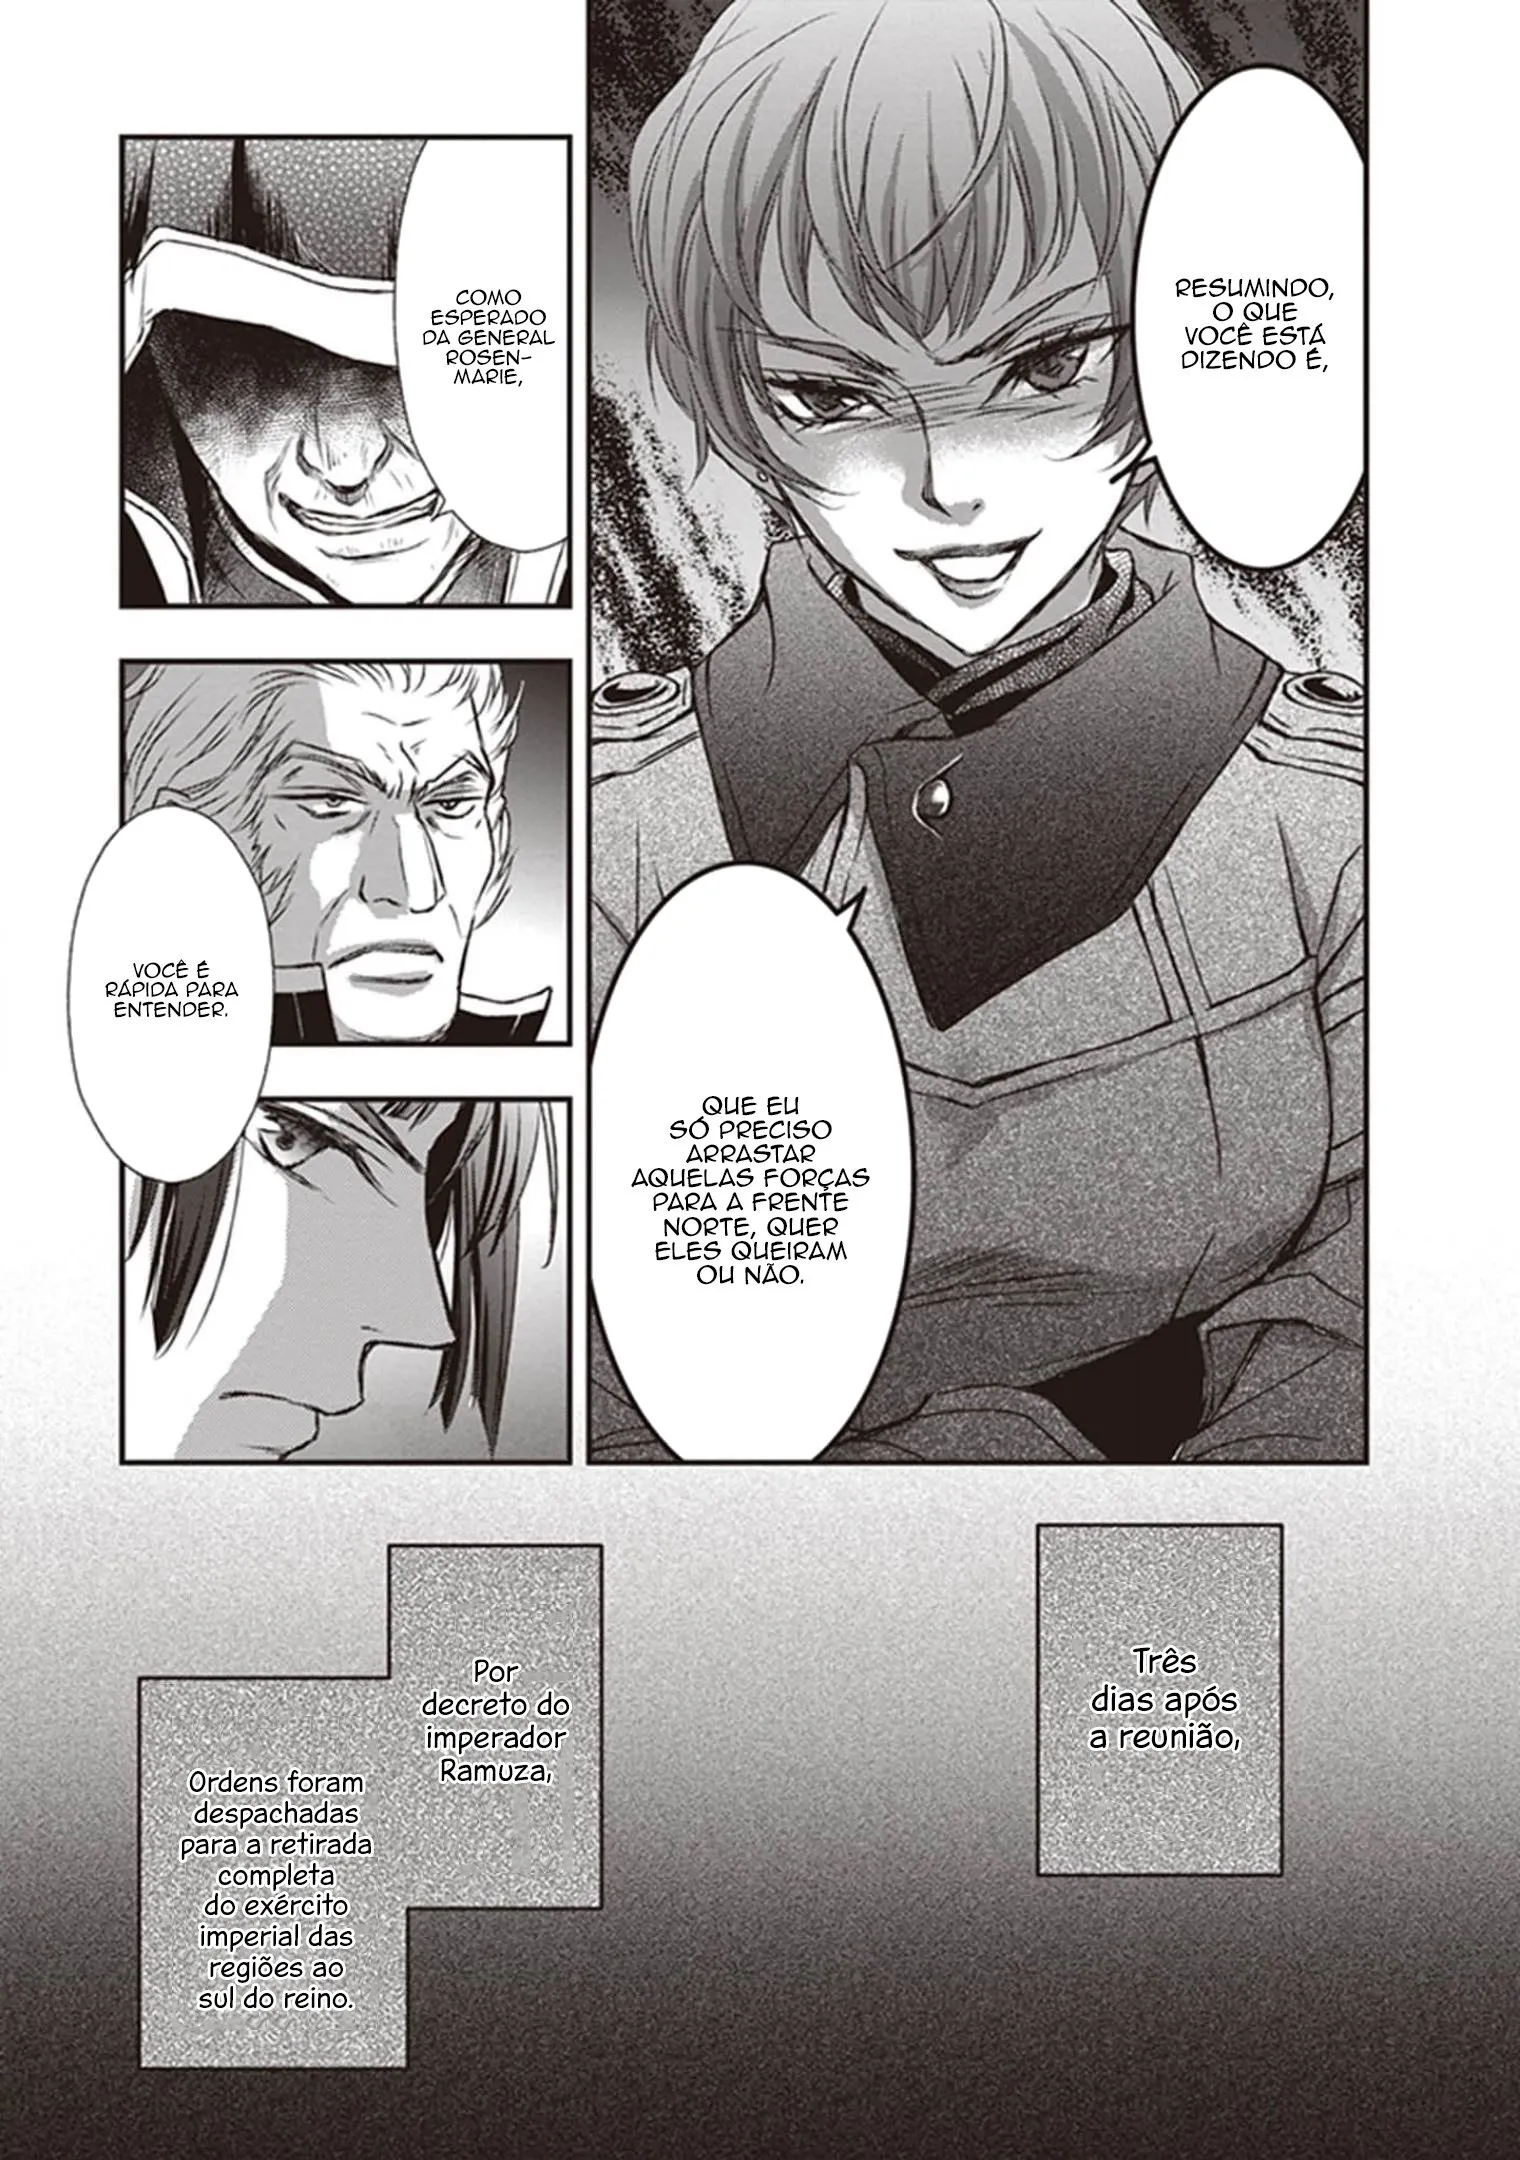 RESUMINDO,
O QUE
VOCÊ ESTÁ
DIZENDO É,
QUE EU
SÓ PRECISO
ARRASTAR
AQUELAS FORÇAS
PARA A FRENTE
NORTE, QUER
ELES QUEIRAM
OU NÃO.
COMO
ESPERADO
DA GENERAL
ROSEN-
MARIE,
VOCÊ É
RÁPIDA PARA
ENTENDER.
Três
dias após
a reunião,
Por
decreto do
imperador
Ramuza,
Ordens foram
despachadas
para a retirada
completa
do exército
imperial das
regiões ao
sul do reino.